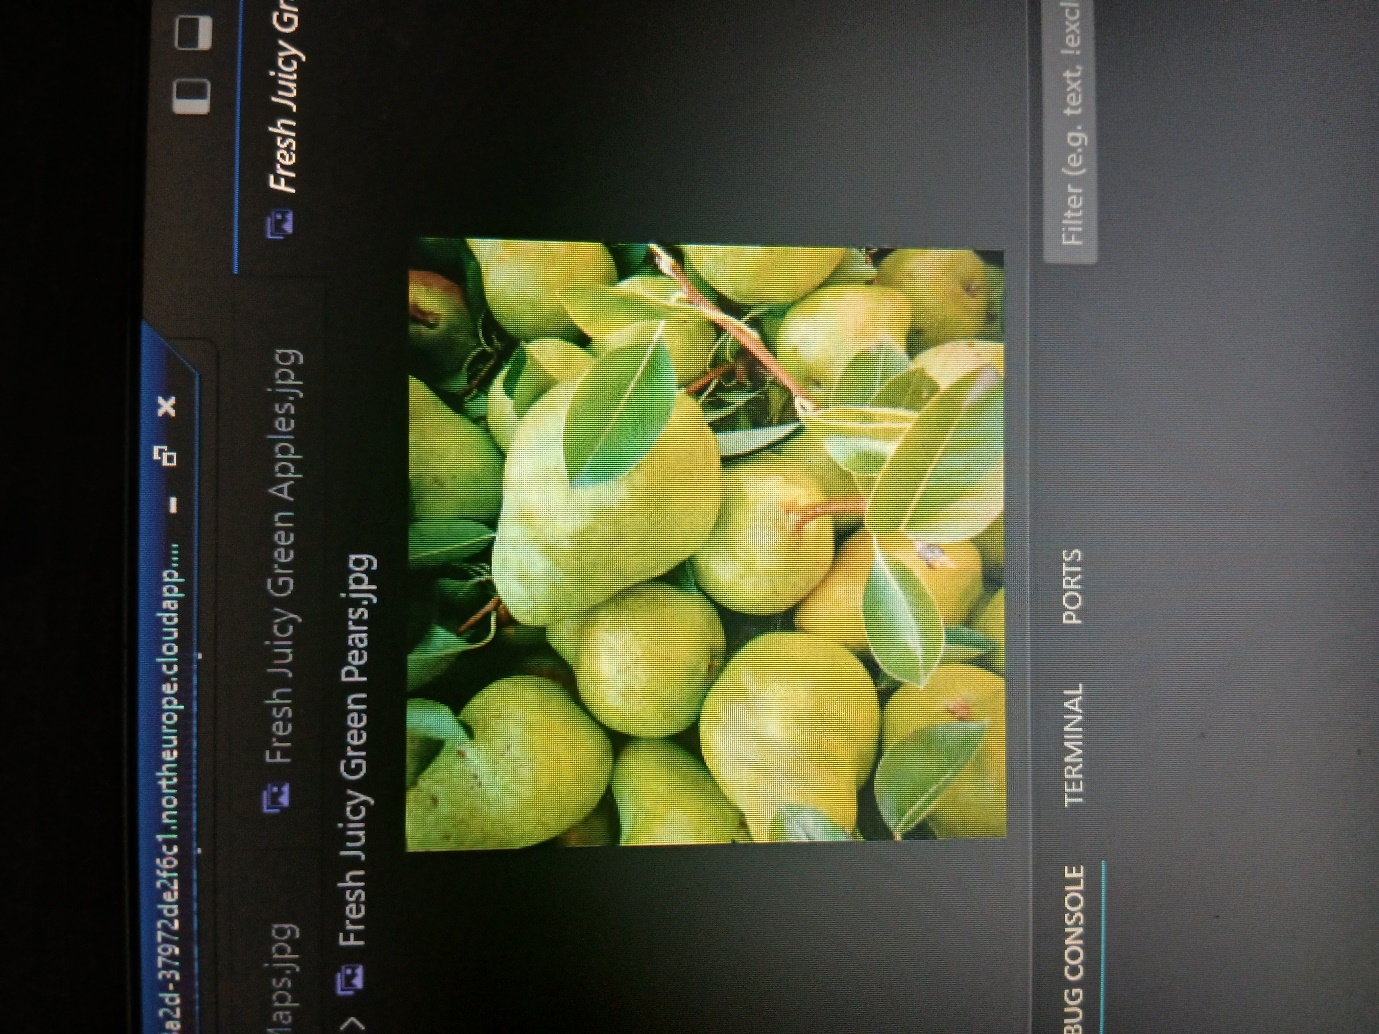 a2d-37972de2f6c1.northeurope.cloudapp....
Maps.jpg
Fresh Juicy Green Apples.jpg
Fresh Juicy Gr
> Fresh Juicy Green Pears.jpg
BUG CONSOLE
TERMINAL
PORTS
Filter (e.g. text, !excl